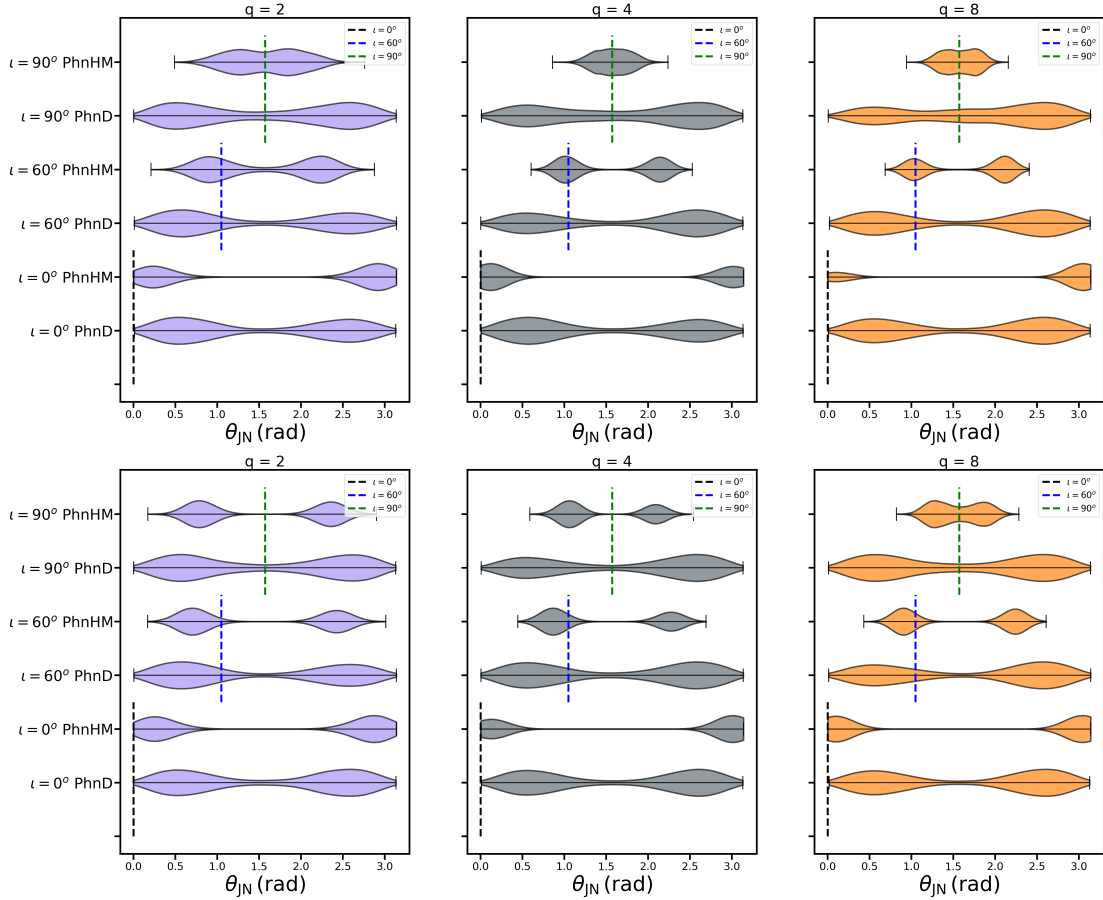 q = 2
q = 4
q = 8
ι = 90° PhnHM
ι = 90° PhnD
ι = 60° PhnHM
ι = 60° PhnD
ι = 0° PhnHM
ι = 0° PhnD
ι = 0°
ι = 60°
ι = 90°
ι = 0°
ι = 60°
ι = 90°
ι = 0°
ι = 60°
ι = 90°
0.0 0.5 1.0 1.5 2.0 2.5 3.0
0.0 0.5 1.0 1.5 2.0 2.5 3.0
0.0 0.5 1.0 1.5 2.0 2.5 3.0
θ_JN (rad)
θ_JN (rad)
θ_JN (rad)
q = 2
q = 4
q = 8
ι = 90° PhnHM
ι = 90° PhnD
ι = 60° PhnHM
ι = 60° PhnD
ι = 0° PhnHM
ι = 0° PhnD
ι = 0°
ι = 60°
ι = 90°
ι = 0°
ι = 60°
ι = 90°
ι = 0°
ι = 60°
ι = 90°
0.0 0.5 1.0 1.5 2.0 2.5 3.0
0.0 0.5 1.0 1.5 2.0 2.5 3.0
0.0 0.5 1.0 1.5 2.0 2.5 3.0
θ_JN (rad)
θ_JN (rad)
θ_JN (rad)